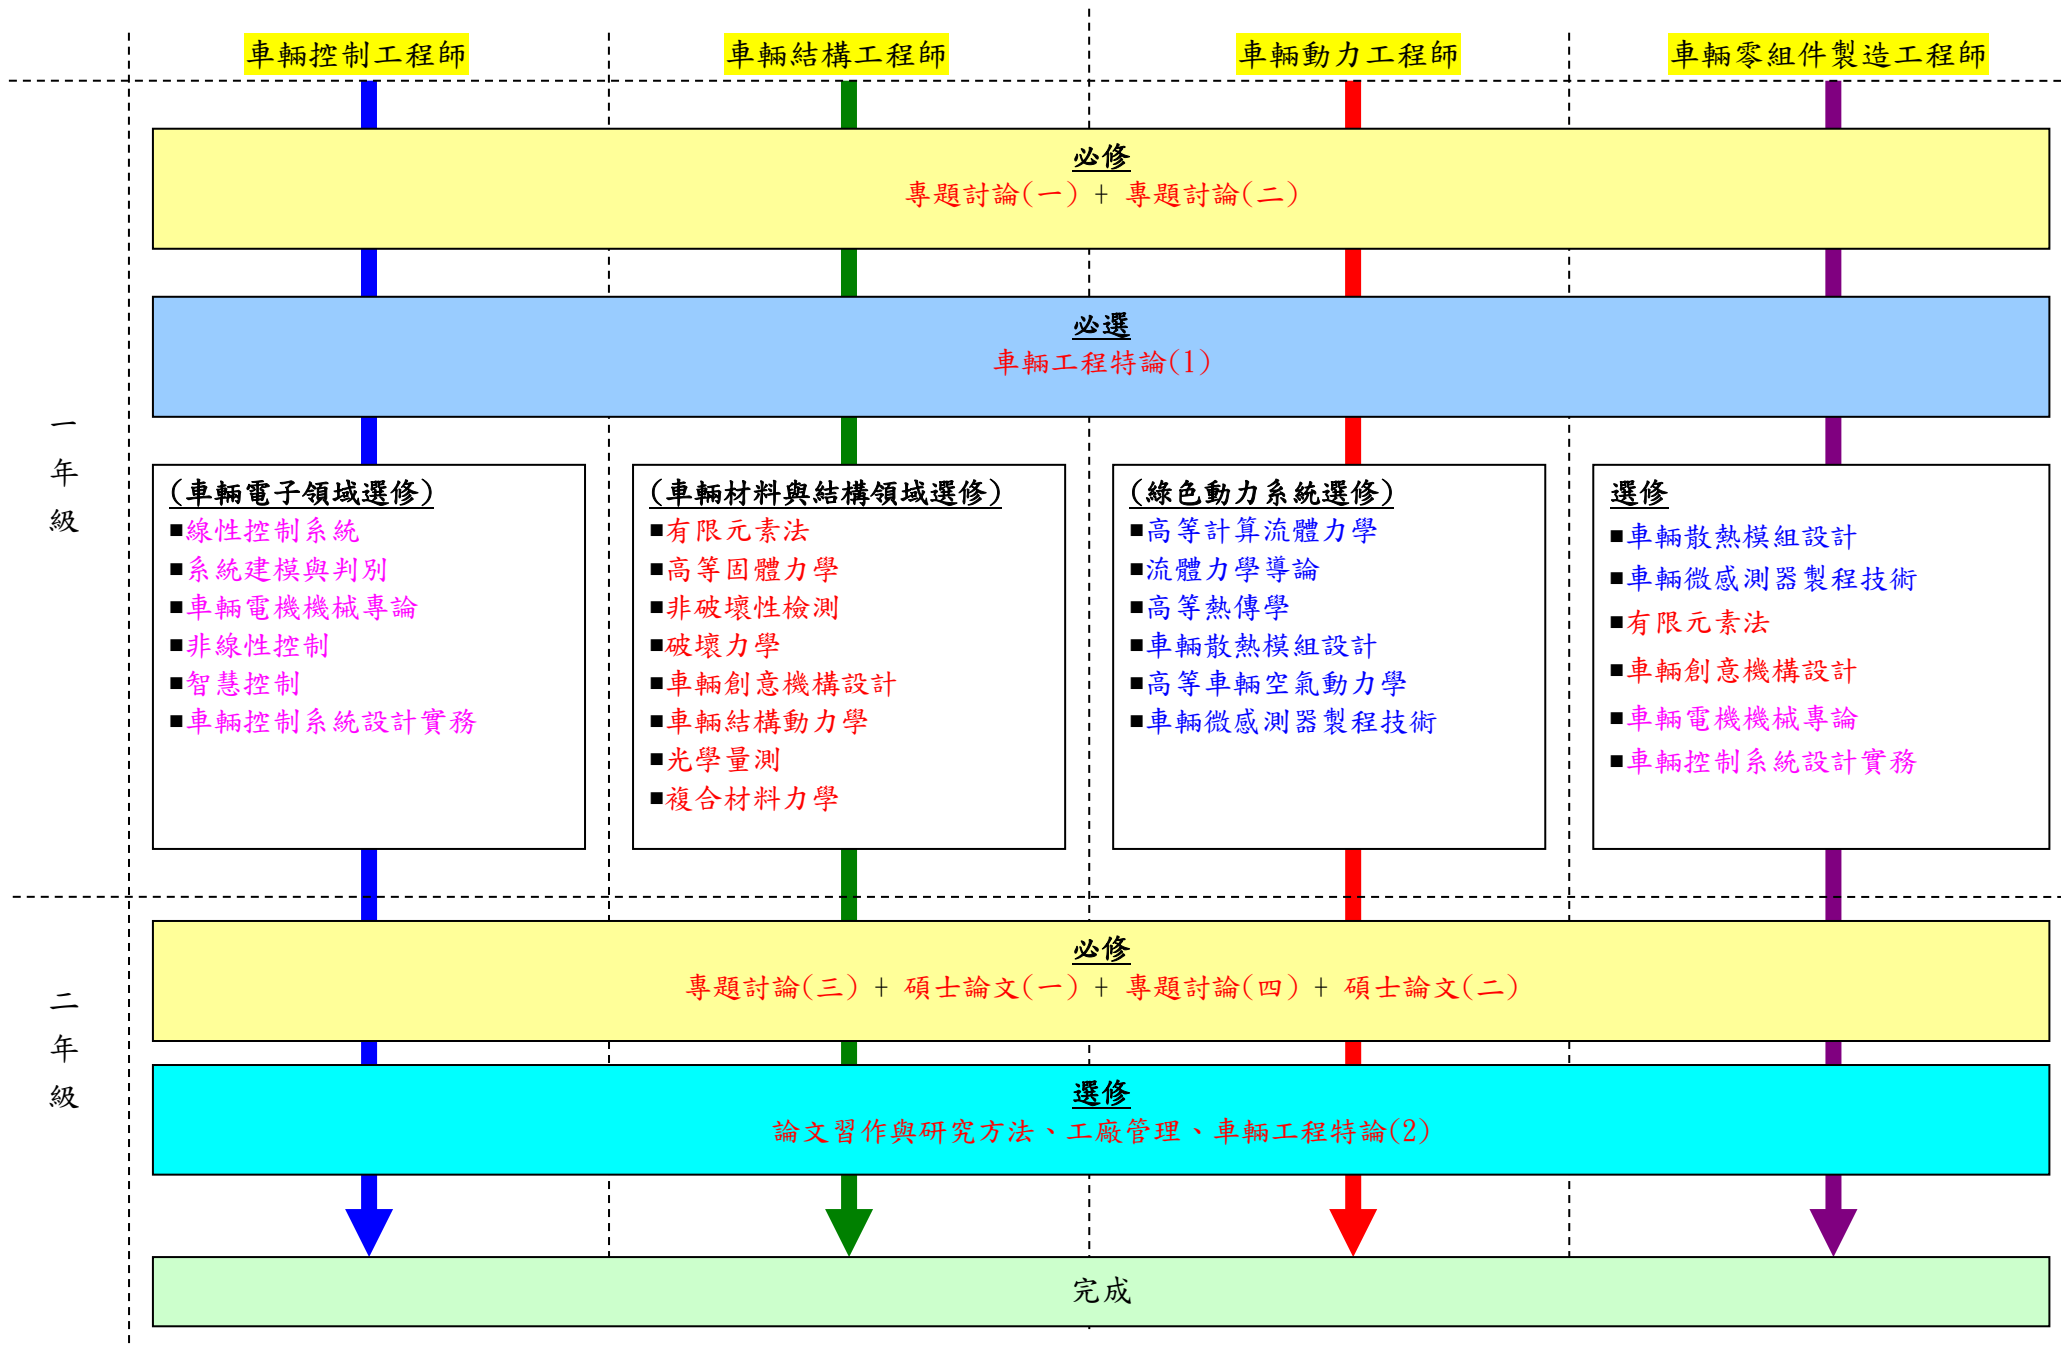 車輛控制工程師
車輛結構工程師
車輛動力工程師
車輛零組件製造工程師
一年級
必修
專題討論(一) + 專題討論(二)
必選
車輛工程特論(1)
(車輛電子領域選修)
■線性控制系統
■系統建模與判別
■車輛電機機械專論
■非線性控制
■智慧控制
■車輛控制系統設計實務
(車輛材料與結構領域選修)
■有限元素法
■高等固體力學
■非破壞性檢測
■破壞力學
■車輛創意機構設計
■車輛結構動力學
■光學量測
■複合材料力學
(綠色動力系統選修)
■高等計算流體力學
■流體力學導論
■高等熱傳學
■車輛散熱模組設計
■高等車輛空氣動力學
■車輛微感測器製程技術
選修
■車輛散熱模組設計
■車輛微感測器製程技術
■有限元素法
■車輛創意機構設計
■車輛電機機械專論
■車輛控制系統設計實務
二年級
必修
專題討論(三) + 碩士論文(一) + 專題討論(四) + 碩士論文(二)
選修
論文習作與研究方法、工廠管理、車輛工程特論(2)
完成